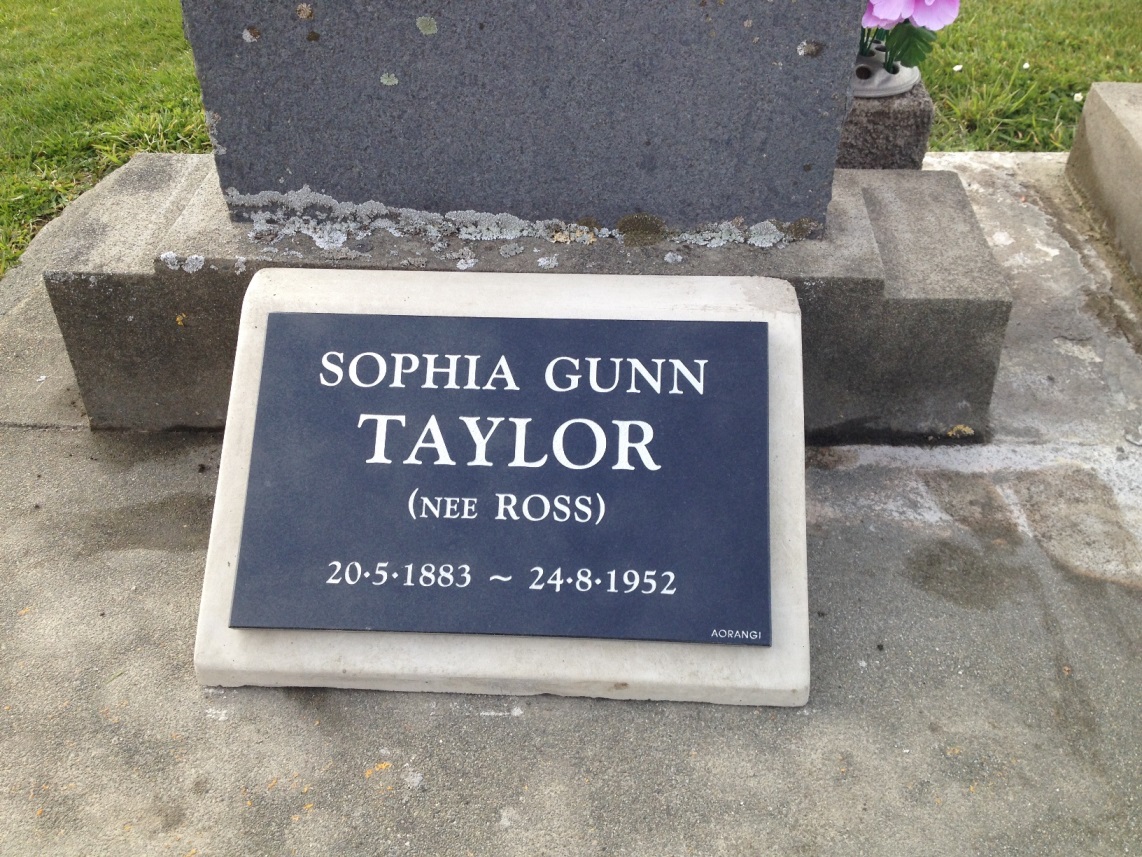 SOPHIA GUNN
TAYLOR
(NEE ROSS)
20·5·1883 ~ 24·8·1952
AORANGI